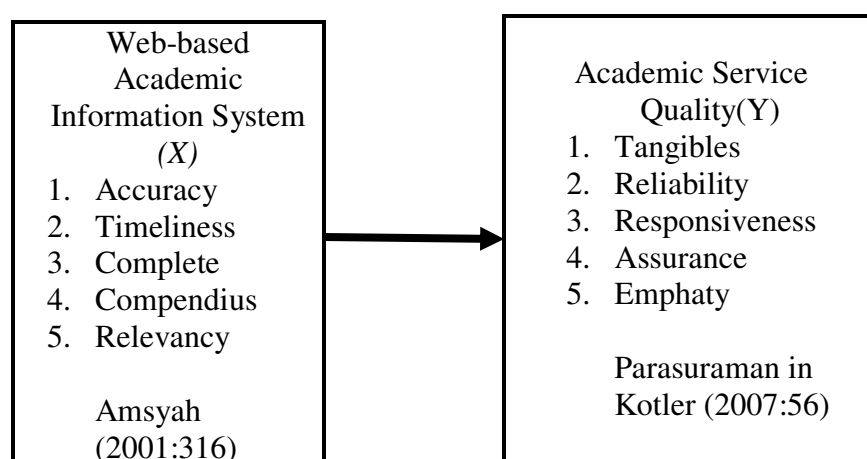 Web-based
Academic
Information System
(X)
1. Accuracy
2. Timeliness
3. Complete
4. Compendius
5. Relevancy
Amsyah
(2001:316)
Academic Service
Quality(Y)
1. Tangibles
2. Reliability
3. Responsiveness
4. Assurance
5. Emphaty
Parasuraman in
Kotler (2007:56)